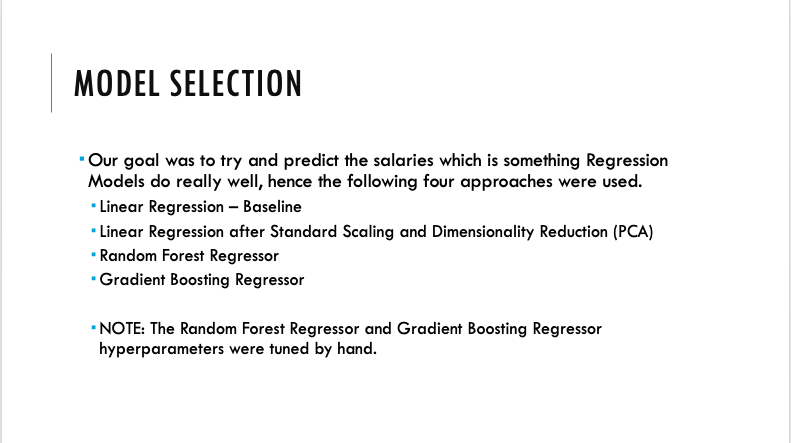 MODEL SELECTION
▪ Our goal was to try and predict the salaries which is something Regression
Models do really well, hence the following four approaches were used.
▪ Linear Regression – Baseline
▪ Linear Regression after Standard Scaling and Dimensionality Reduction (PCA)
▪ Random Forest Regressor
▪ Gradient Boosting Regressor
▪ NOTE: The Random Forest Regressor and Gradient Boosting Regressor
hyperparameters were tuned by hand.